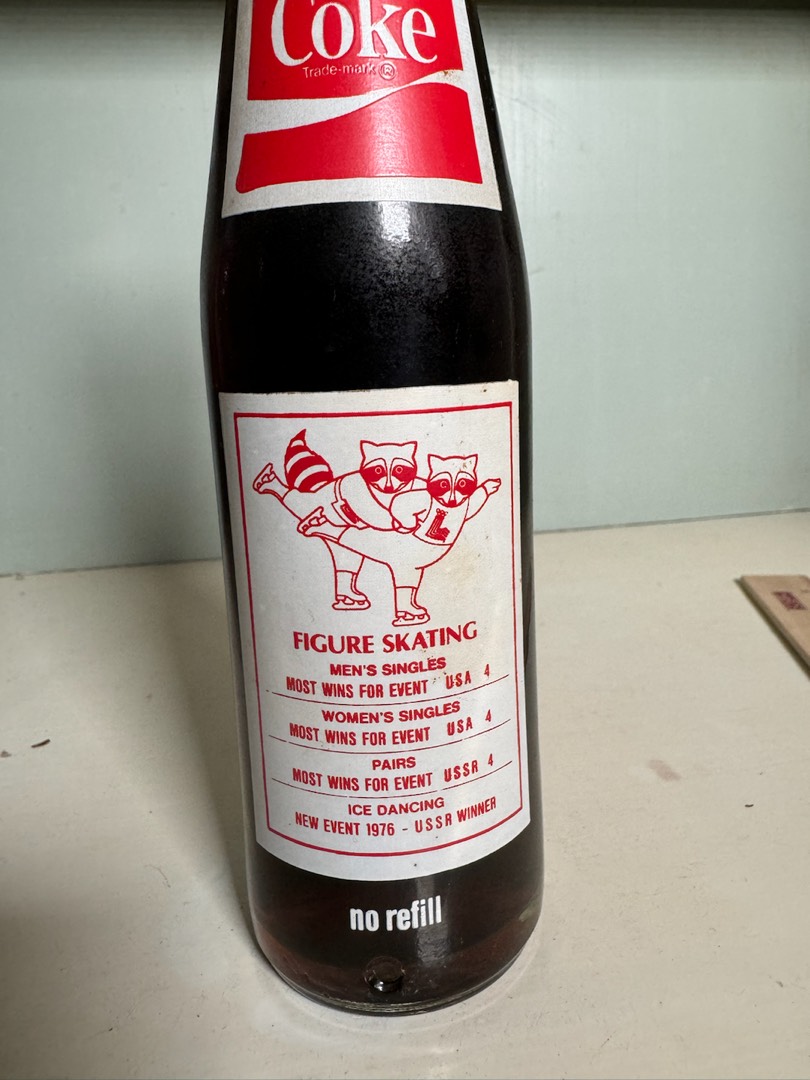 Coke
Trade-mark ®
L
FIGURE SKATING
MEN'S SINGLES
MOST WINS FOR EVENT USA 4
WOMEN'S SINGLES
MOST WINS FOR EVENT USA 4
PAIRS
MOST WINS FOR EVENT USSR 4
ICE DANCING
NEW EVENT 1976 - USSR WINNER
no refill